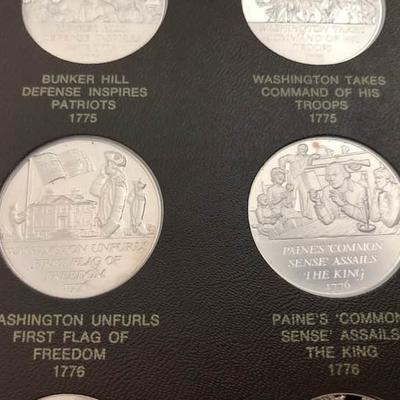 BUNKER HILL
DEFENSE INSPIRES
PATRIOTS
1775
WASHINGTON TAKES
COMMAND OF HIS
TROOPS
1775
WASHINGTON UNFURLS
FIRST FLAG OF
FREEDOM
1776
PAINE'S 'COMMON
SENSE' ASSAILS
THE KING
1776
ASHINGTON UNFURLS
FIRST FLAG OF
FREEDOM
1776
PAINE'S 'COMMON
SENSE' ASSAILS
THE KING
1776